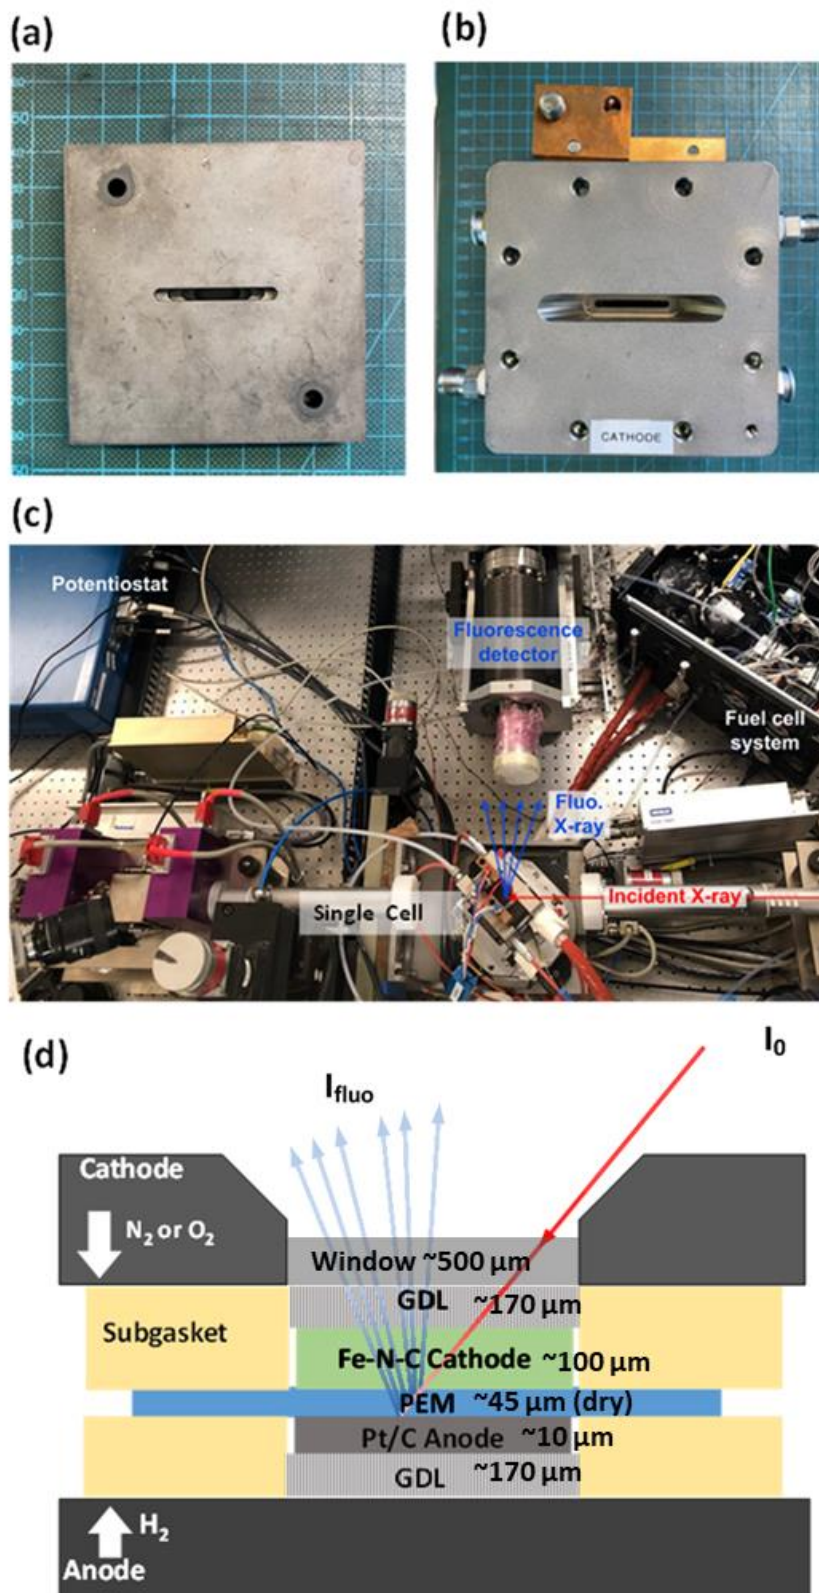 (a)
(b)
CATHODE
(c)
Potentiostat
Fluorescence
detector
Fuel cell
system
Fluo.
X-ray
Single Cell
Incident X-ray
(d)
I₀
I_fluo
Cathode
N₂ or O₂
Window ~500 μm
GDL ~170 μm
Subgasket
Fe-N-C Cathode ~100 μm
PEM ~45 μm (dry)
Pt/C Anode ~10 μm
GDL ~170 μm
H₂
Anode